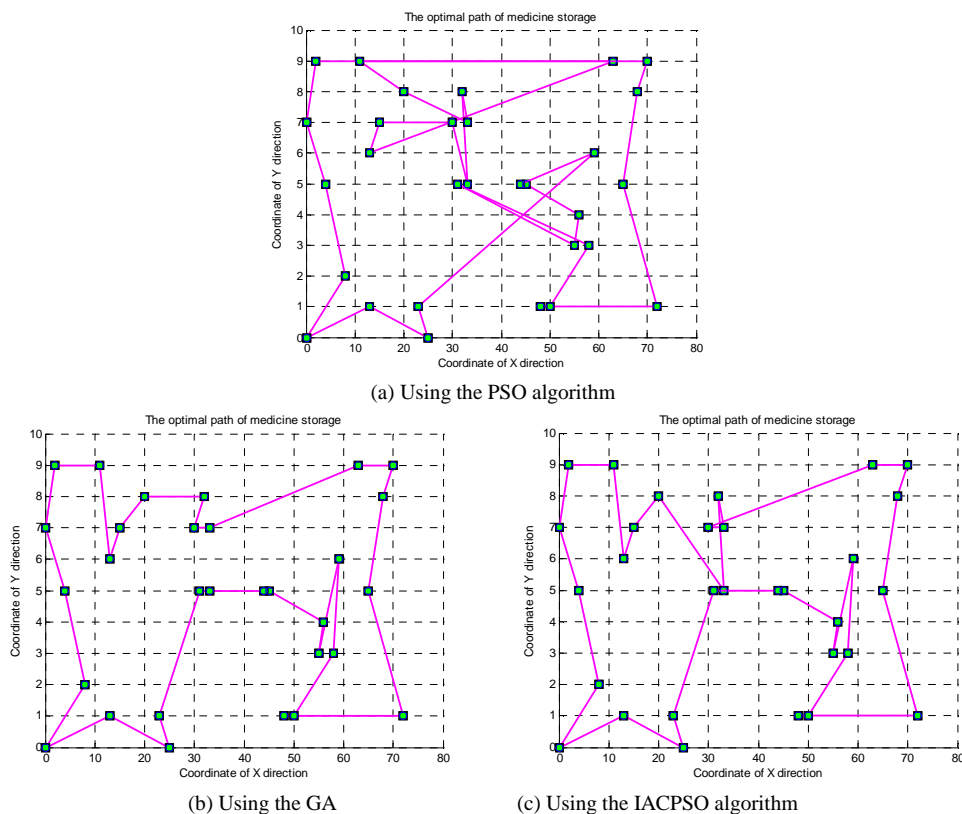 The optimal path of medicine storage
10
9
8
7
6
5
4
3
2
1
0
Coordinate of Y direction
0 10 20 30 40 50 60 70 80
Coordinate of X direction
(a) Using the PSO algorithm
The optimal path of medicine storage
10
9
8
7
6
5
4
3
2
1
0
Coordinate of Y direction
0 10 20 30 40 50 60 70 80
Coordinate of X direction
(b) Using the GA
The optimal path of medicine storage
10
9
8
7
6
5
4
3
2
1
0
Coordinate of Y direction
0 10 20 30 40 50 60 70 80
Coordinate of X direction
(c) Using the IACPSO algorithm